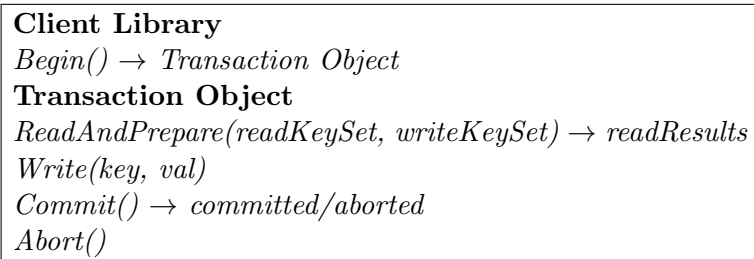 Client Library
Begin() → Transaction Object
Transaction Object
ReadAndPrepare(readKeySet, writeKeySet) → readResults
Write(key, val)
Commit() → committed/aborted
Abort()